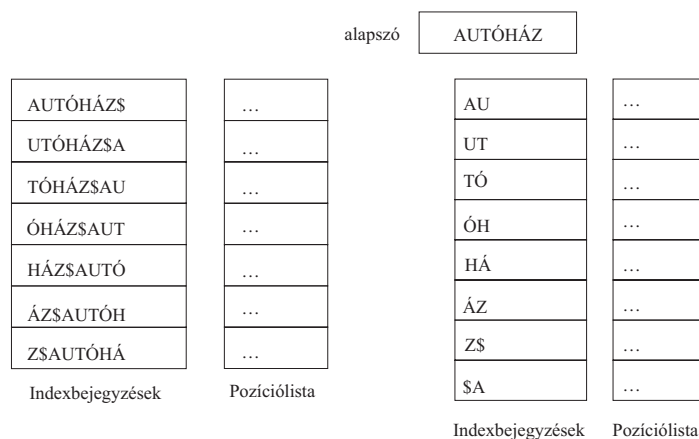 alapszó AUTÓHÁZ
AUTÓHÁZ$ …
UTÓHÁZ$A …
TÓHÁZ$AU …
ÓHÁZ$AUT …
HÁZ$AUTÓ …
ÁZ$AUTÓH …
Z$AUTÓHÁ …
Indexbejegyzések Pozíciólista
AU …
UT …
TÓ …
ÓH …
HÁ …
ÁZ …
Z$ …
$A …
Indexbejegyzések Pozíciólista